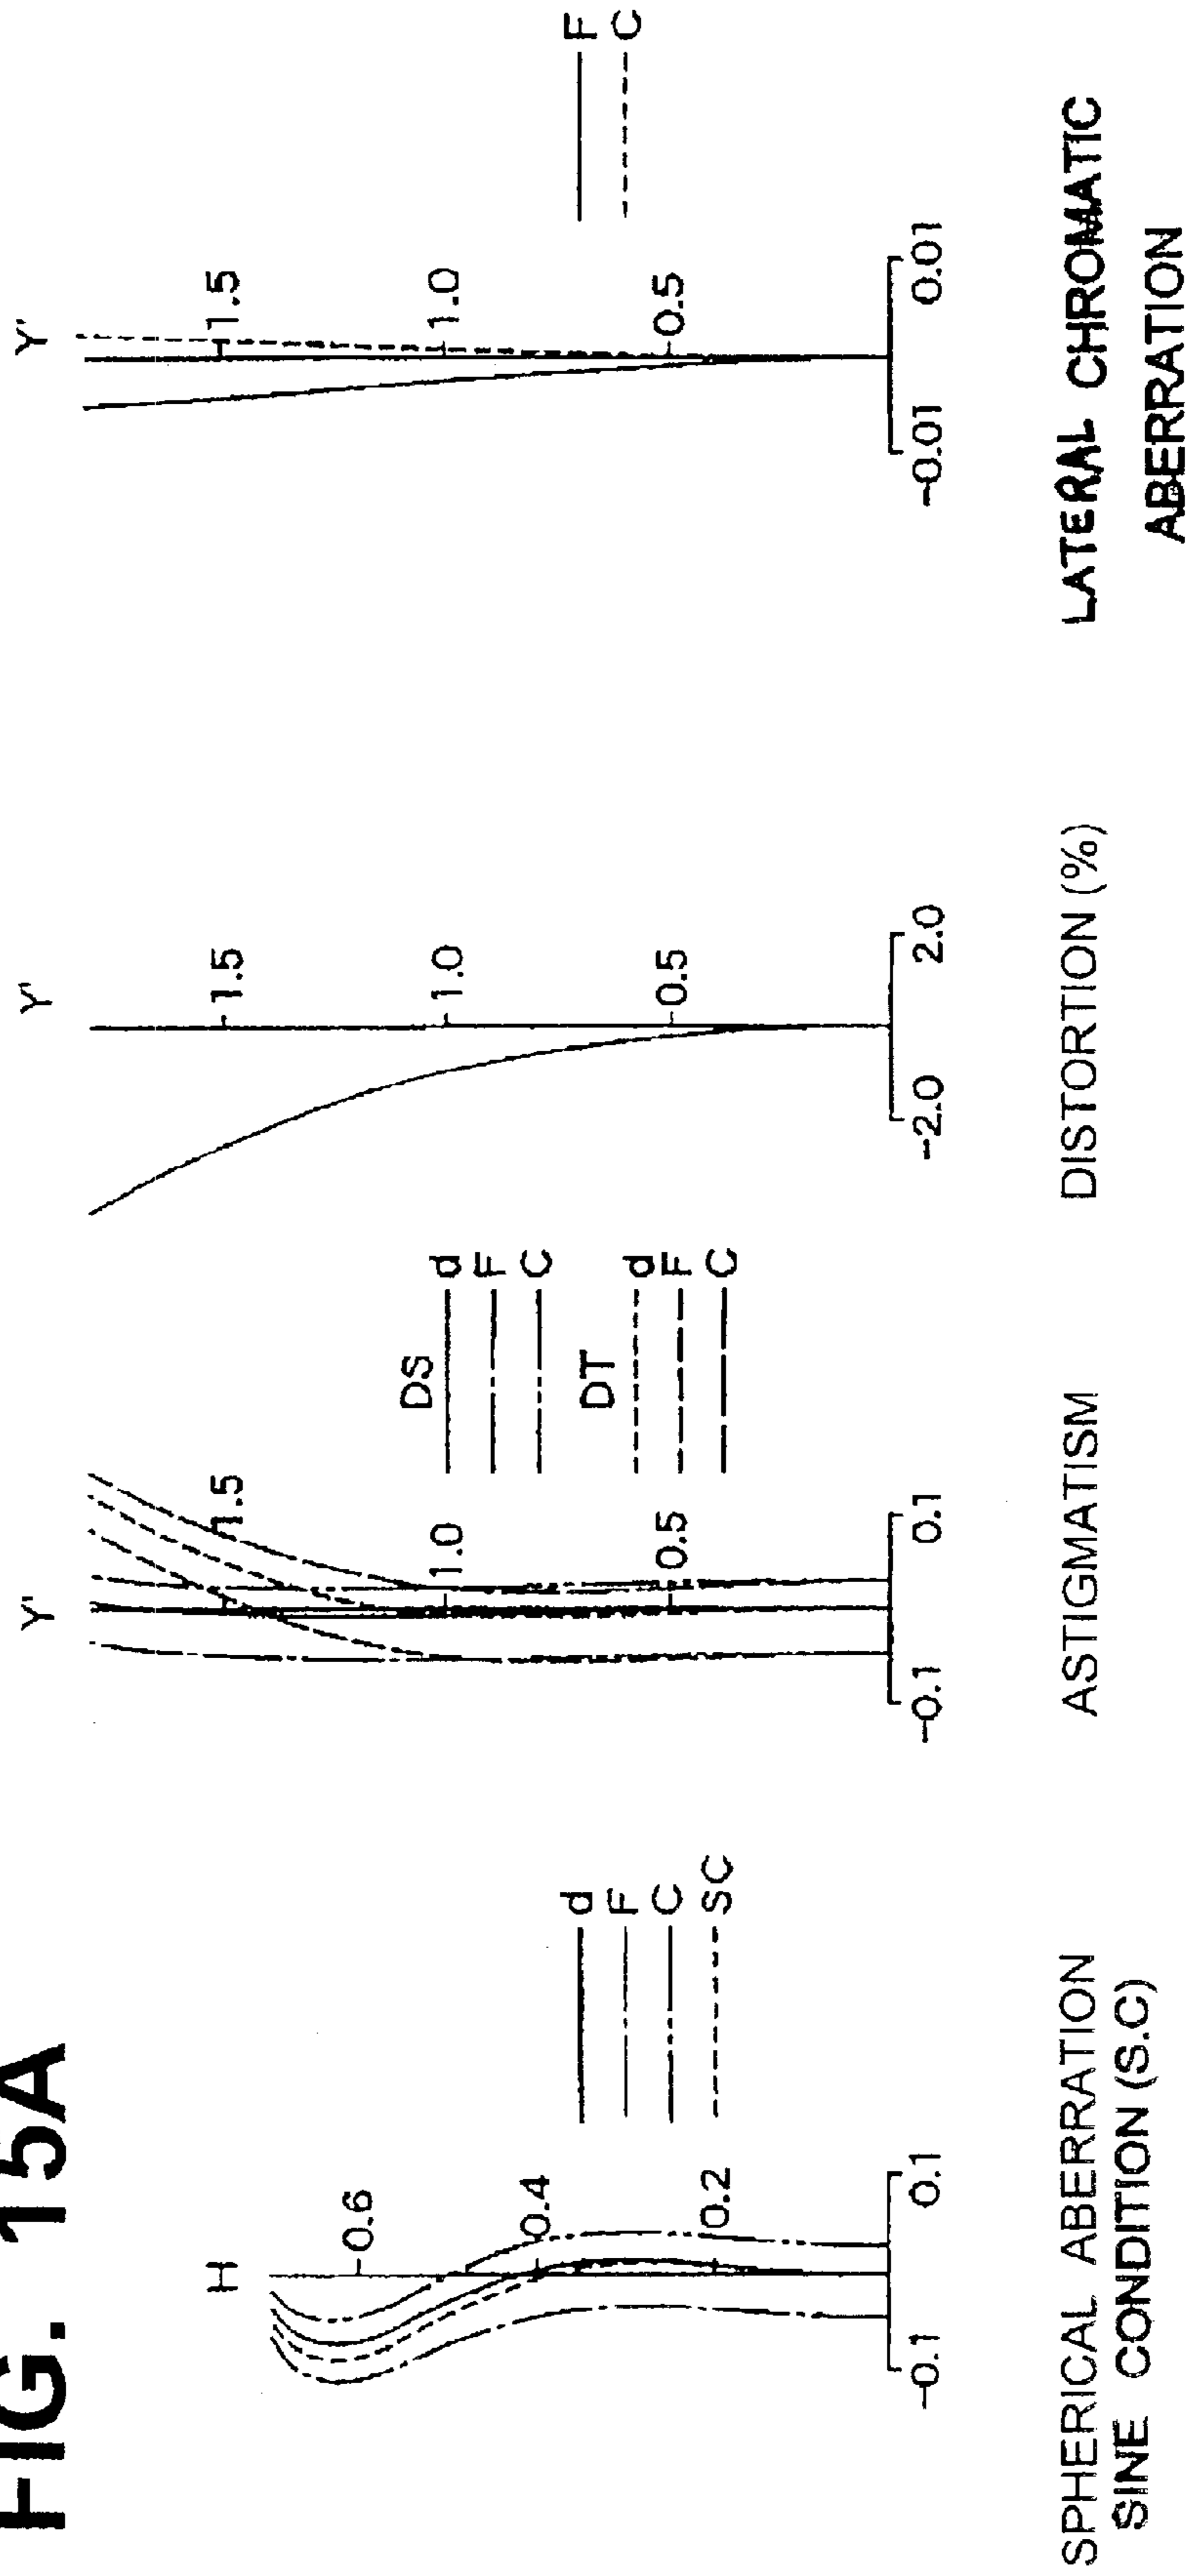 FIG. 15A
H
0.6
0.4
0.2
-0.1
0.1
d
F
C
SC
SPHERICAL ABERRATION
SINE CONDITION (S.C)
Y'
1.5
1.0
0.5
-0.1
0.1
DS
d
F
C
DT
d
F
C
ASTIGMATISM
Y'
1.5
1.0
0.5
-2.0
2.0
DISTORTION (%)
Y'
1.5
1.0
0.5
-0.01
0.01
F
C
LATERAL CHROMATIC
ABERRATION